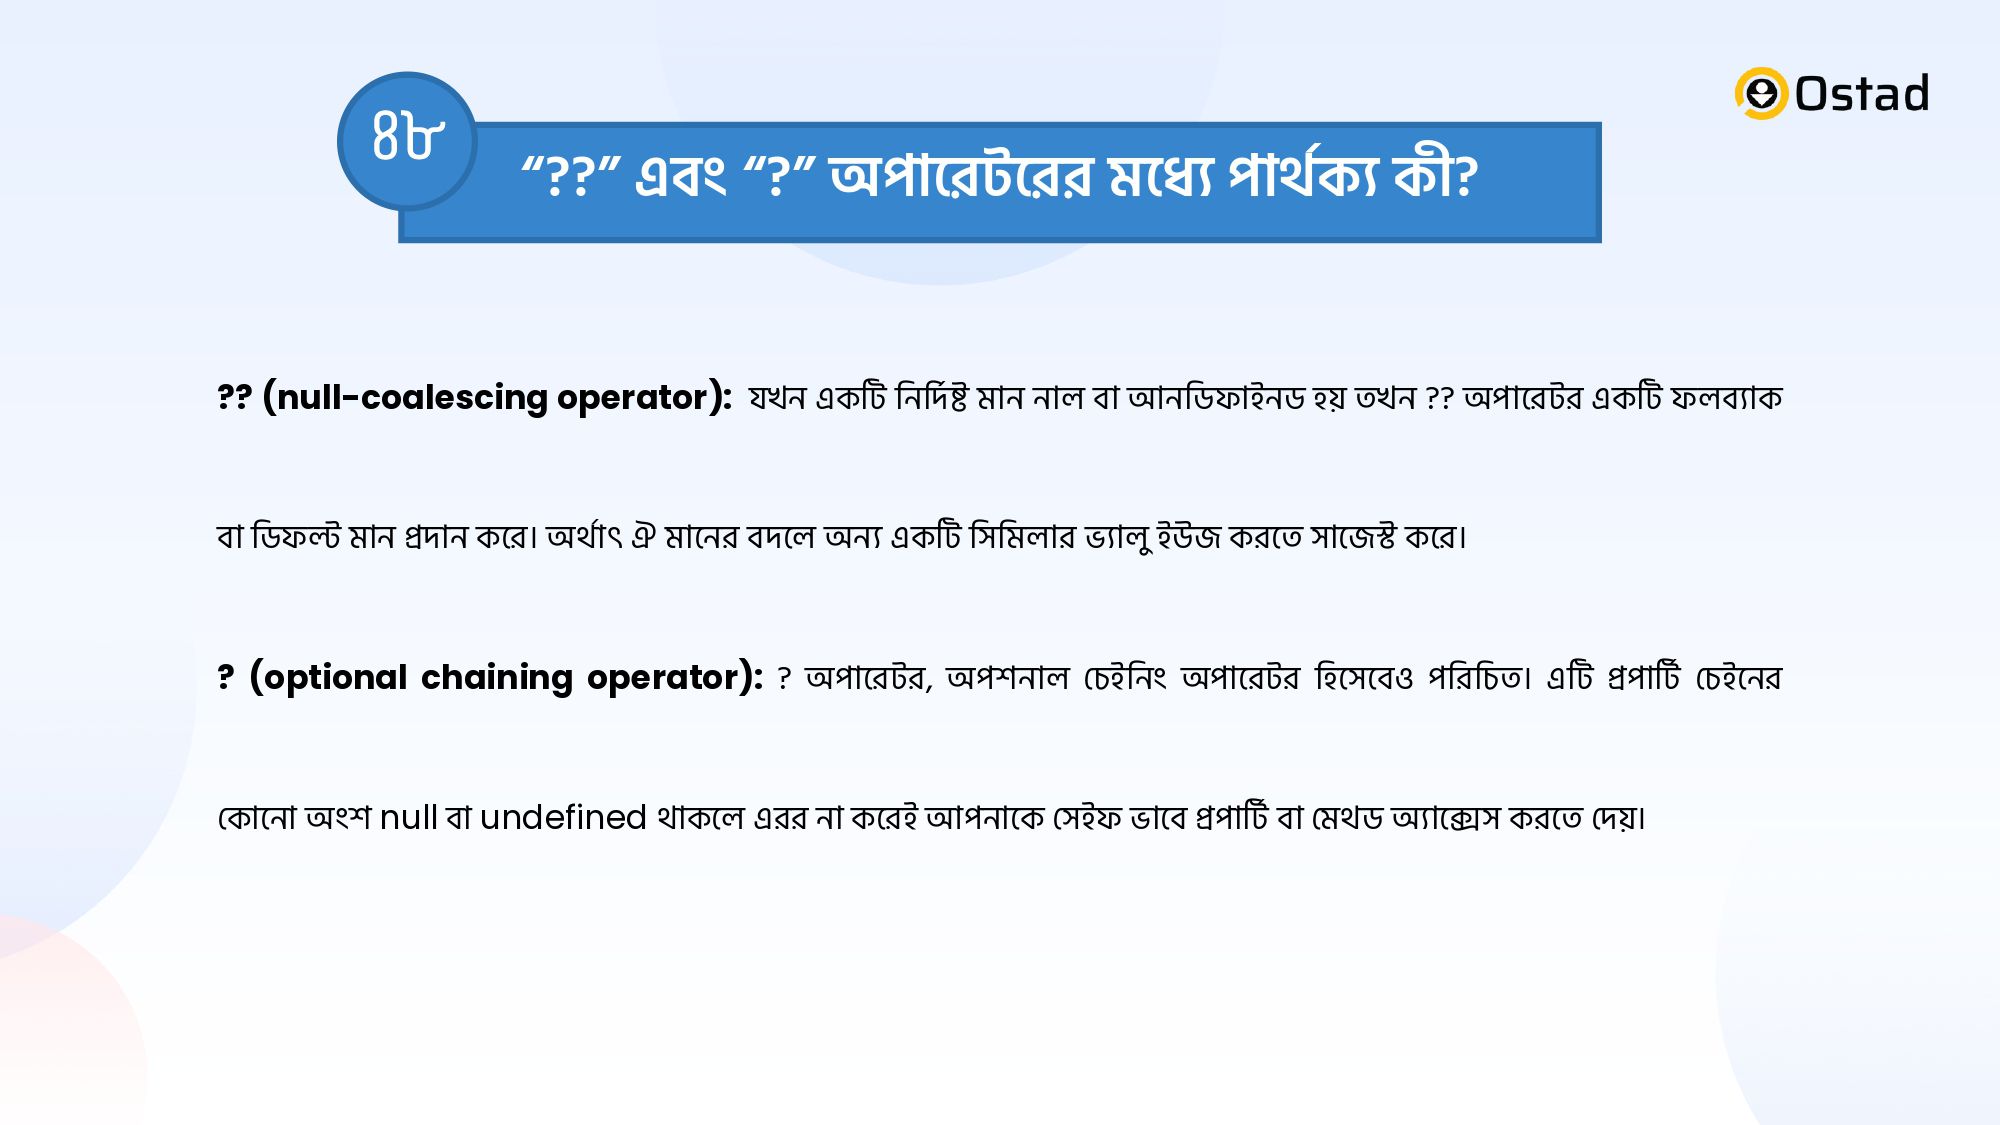 Ostad
৪৮
“??” এবং “?” অপারেটরের মধ্যে পার্থক্য কী?
?? (null-coalescing operator): যখন একটি নির্দিষ্ট মান নাল বা আনডিফাইনড হয় তখন ?? অপারেটর একটি ফলব্যাক
বা ডিফল্ট মান প্রদান করে। অর্থাৎ ঐ মানের বদলে অন্য একটি সিমিলার ভ্যালু ইউজ করতে সাজেস্ট করে।
? (optional chaining operator): ? অপারেটর, অপশনাল চেইনিং অপারেটর হিসেবেও পরিচিত। এটি প্রপার্টি চেইনের
কোনো অংশ null বা undefined থাকলে এরর না করেই আপনাকে সেইফ ভাবে প্রপার্টি বা মেথড অ্যাক্সেস করতে দেয়।